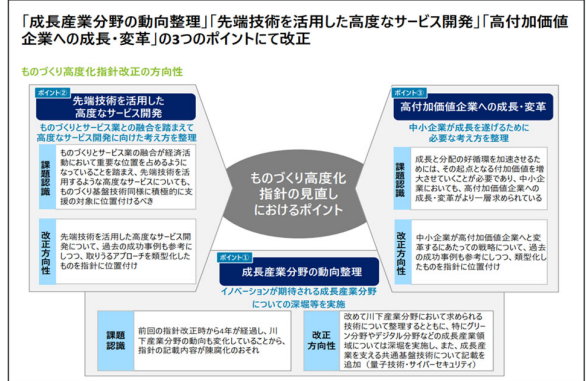 「成長産業分野の動向整理」「先端技術を活用した高度なサービス開発」「高付加価値
企業への成長・変革」の3つのポイントにて改正
ものづくり高度化指針改正の方向性
ポイント②
先端技術を活用した
高度なサービス開発
ものづくりとサービス業との融合を踏まえて
高度なサービス開発に向けた考え方を整理
課題認識
ものづくりとサービス業の融合が経済活
動において重要な位置を占めるように
なっていることを踏まえ、先端技術を活
用するような高度なサービスについても、
ものづくり基盤技術同様に積極的に支
援の対象に位置付けるべき
改正方向性
先端技術を活用した高度なサービス開
発について、過去の成功事例も参考に
しつつ、取りうるアプローチを類型化し
たものを指針に位置付け
ものづくり高度化
指針の見直し
におけるポイント
ポイント③
高付加価値企業への成長・変革
中小企業が成長を遂げるために
必要な考え方を整理
課題認識
成長と分配の好循環を加速させるた
めには、その起点となる付加価値を増
大させていくことが必要であり、中小企
業においても、高付加価値企業への
成長・変革がより一層求められている
改正方向性
中小企業が高付加価値企業へと変
革するにあたっての戦略について、過去
の成功事例も参考にしつつ、類型化し
たものを指針に位置付け
ポイント①
成長産業分野の動向整理
イノベーションが期待される成長産業分野
についての深堀等を実施
課題
認識
前回の指針改正時から4年が経過し、川
下産業分野の動向も変化していることから、
指針の記載内容が陳腐化のおそれ
改正
方向性
改めて川下産業分野において求められる
技術について整理するとともに、特にグリー
ン分野やデジタル分野などの成長産業領
域については深堀を実施し、また、成長産
業を支える共通基盤技術について記載を
追加（量子技術・サイバーセキュリティ）